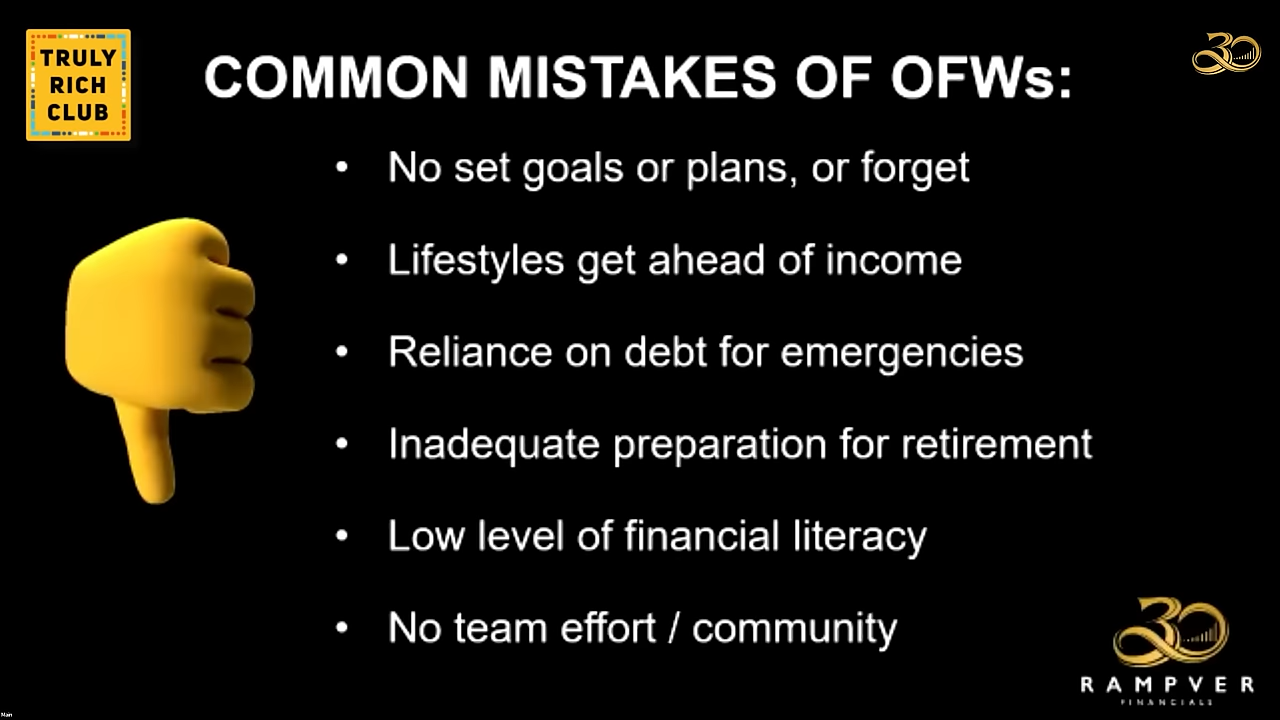 TRULY
RICH
CLUB
COMMON MISTAKES OF OFWs:
30
• No set goals or plans, or forget
• Lifestyles get ahead of income
• Reliance on debt for emergencies
• Inadequate preparation for retirement
• Low level of financial literacy
• No team effort / community
30
RAMPVER
FINANCIALS
Main